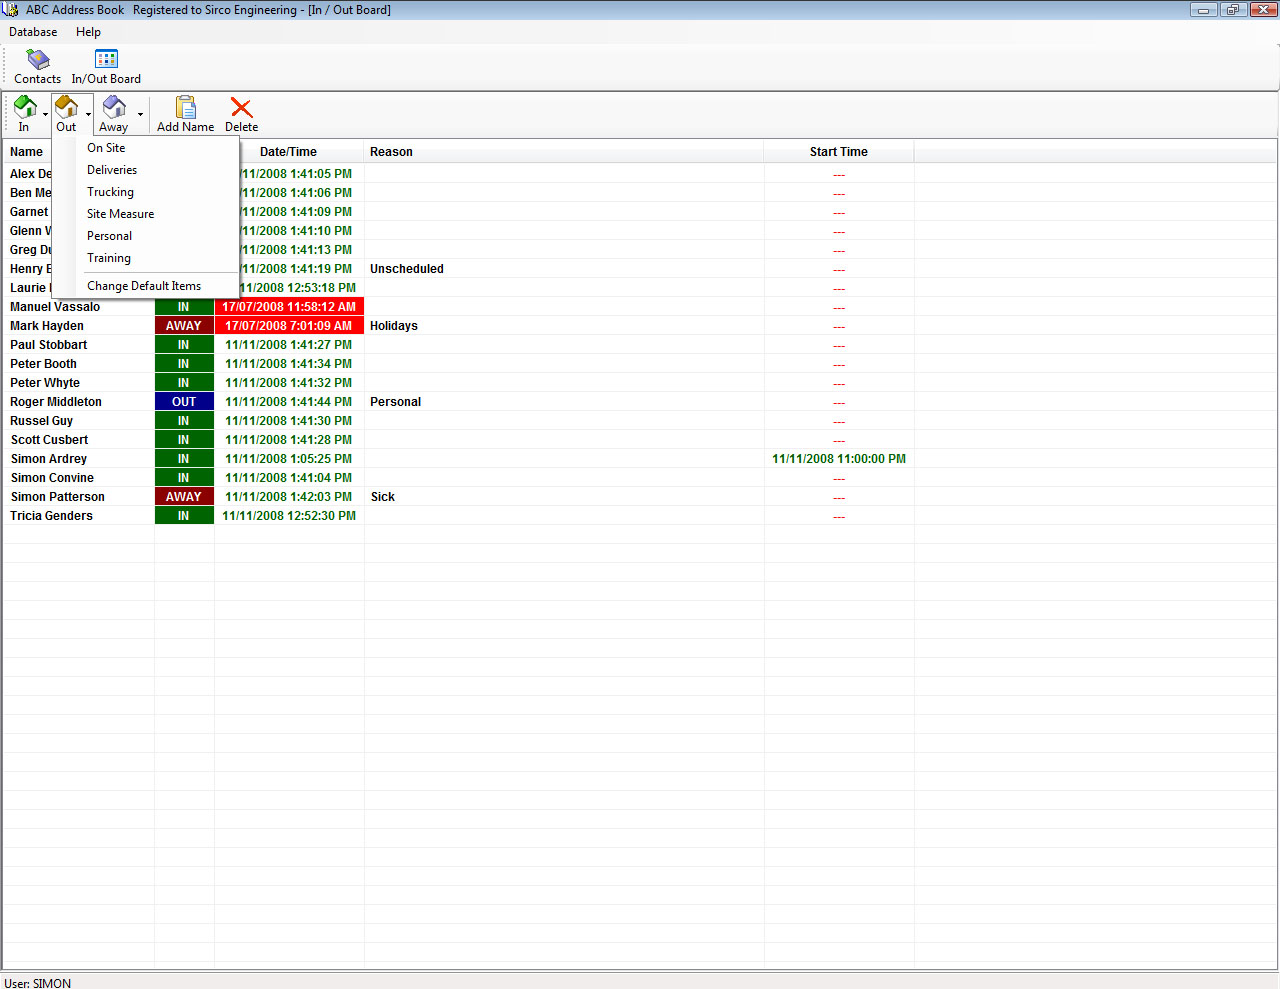 ABC Address Book   Registered to Sirco Engineering - [In / Out Board]
Database Help
Contacts In/Out Board
In Out Away Add Name Delete
On Site
Deliveries
Trucking
Site Measure
Personal
Training
Change Default Items
Name Date/Time Reason Start Time
Alex /11/2008 1:41:05 PM ---
Ben /11/2008 1:41:06 PM ---
Garnet /11/2008 1:41:09 PM ---
Glenn /11/2008 1:41:10 PM ---
Greg /11/2008 1:41:13 PM ---
Henry /11/2008 1:41:19 PM Unscheduled ---
Laurie 11/2008 12:53:18 PM ---
Manuel Vassalo IN 17/07/2008 11:58:12 AM ---
Mark Hayden AWAY 17/07/2008 7:01:09 AM Holidays ---
Paul Stobbart IN 11/11/2008 1:41:27 PM ---
Peter Booth IN 11/11/2008 1:41:34 PM ---
Peter Whyte IN 11/11/2008 1:41:32 PM ---
Roger Middleton OUT 11/11/2008 1:41:44 PM Personal ---
Russel Guy IN 11/11/2008 1:41:30 PM ---
Scott Cusbert IN 11/11/2008 1:41:28 PM ---
Simon Ardrey IN 11/11/2008 1:05:25 PM 11/11/2008 11:00:00 PM
Simon Convine IN 11/11/2008 1:41:04 PM ---
Simon Patterson AWAY 11/11/2008 1:42:03 PM Sick ---
Tricia Genders IN 11/11/2008 12:52:30 PM ---
User: SIMON